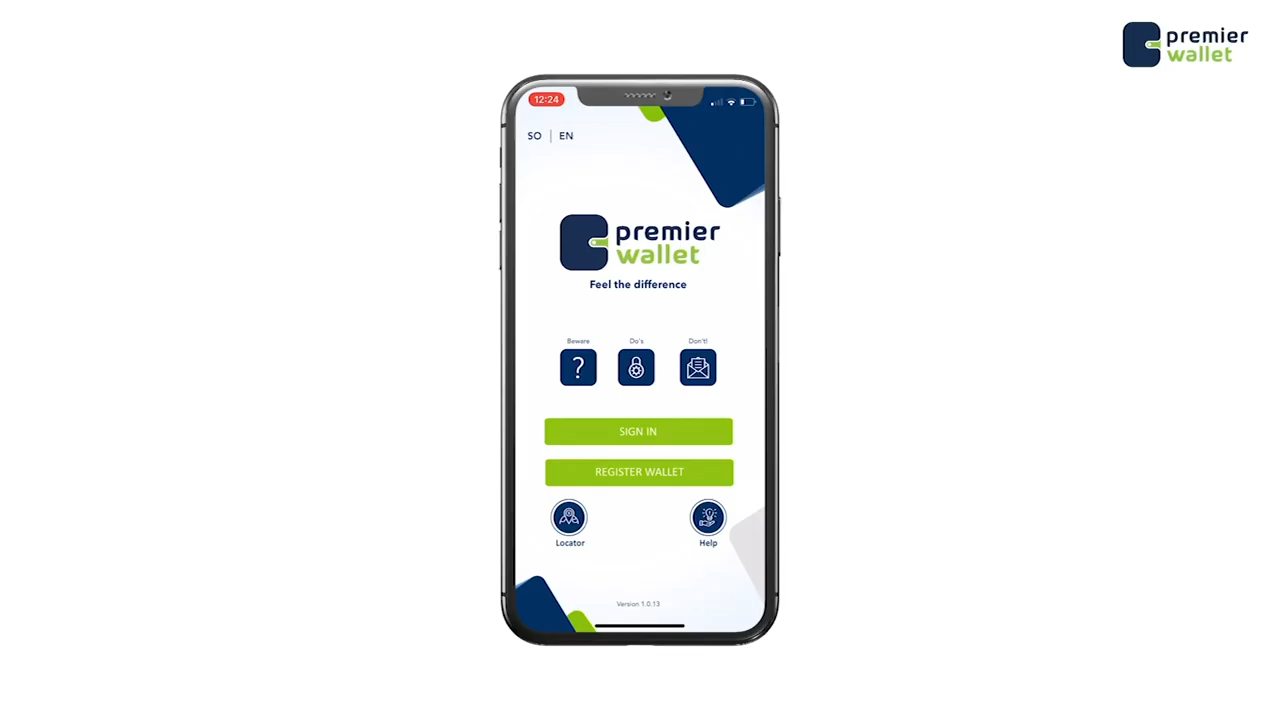 premier
wallet
12:24
SO | EN
premier
wallet
Feel the difference
Beware
Do's
Don't!
?
SIGN IN
REGISTER WALLET
Locator
Help
Version 1.0.13